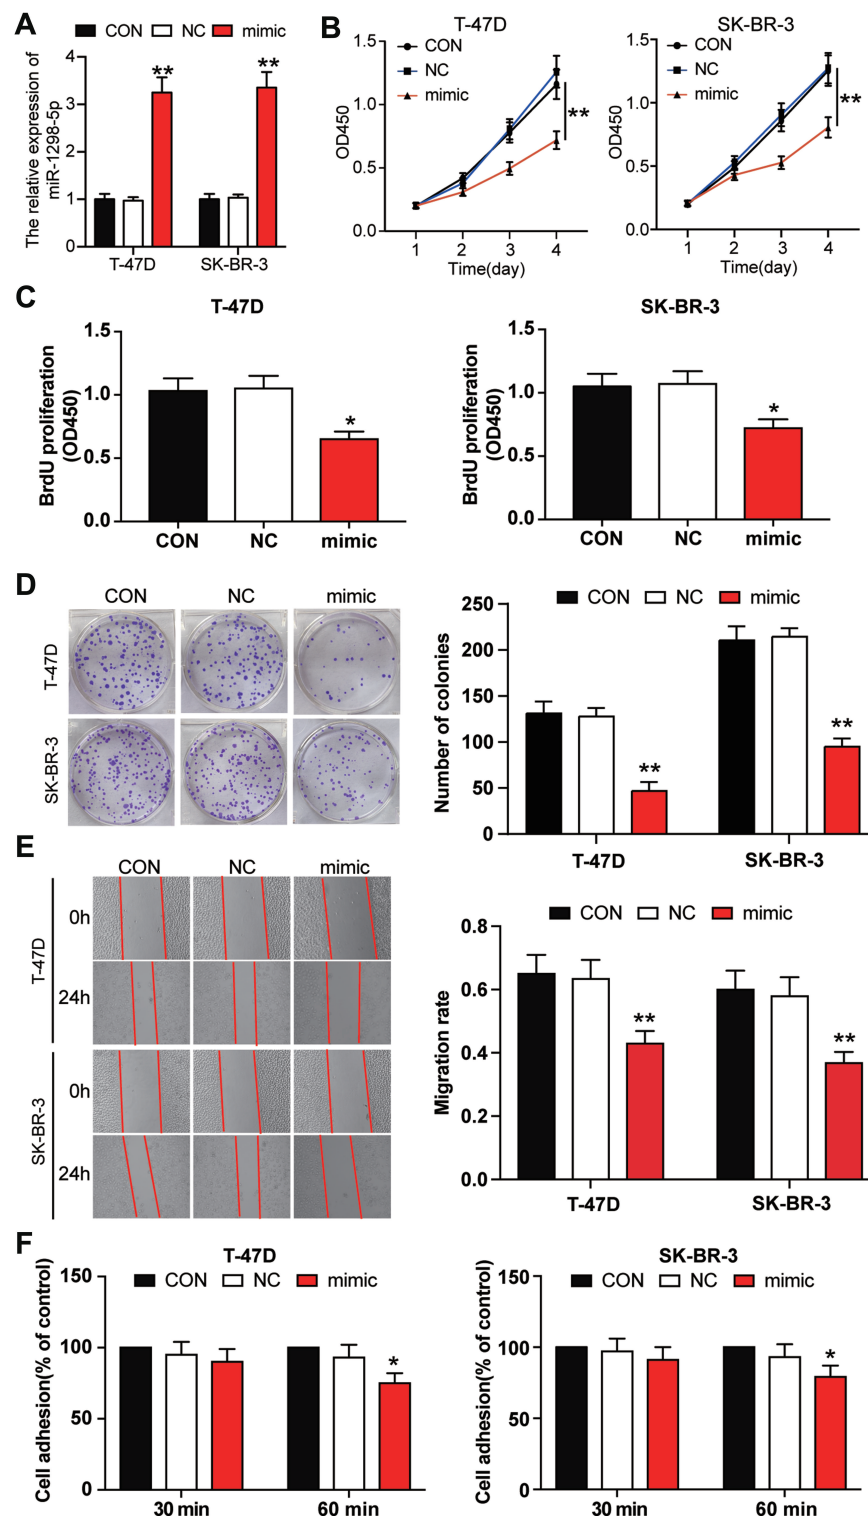 A
CON NC mimic
The relative expression of
miR-1298-5p
4
3
2
1
0
** **
T-47D SK-BR-3
B
T-47D
CON
NC
mimic
OD450
1.5
1.0
0.5
0.0
**
1 2 3 4
Time(day)
SK-BR-3
CON
NC
mimic
OD450
1.5
1.0
0.5
0.0
**
1 2 3 4
Time(day)
C
T-47D
BrdU proliferation
(OD450)
1.5
1.0
0.5
0.0
*
CON NC mimic
SK-BR-3
BrdU proliferation
(OD450)
1.5
1.0
0.5
0.0
*
CON NC mimic
D
CON NC mimic
T-47D
SK-BR-3
CON NC mimic
Number of colonies
250
200
150
100
50
0
** **
T-47D SK-BR-3
E
CON NC mimic
T-47D
0h
24h
SK-BR-3
0h
24h
CON NC mimic
Migration rate
0.8
0.6
0.4
0.2
0.0
** **
T-47D SK-BR-3
F
T-47D
CON NC mimic
Cell adhesion(% of control)
150
100
50
0
*
30 min 60 min
SK-BR-3
CON NC mimic
Cell adhesion(% of control)
150
100
50
0
*
30 min 60 min